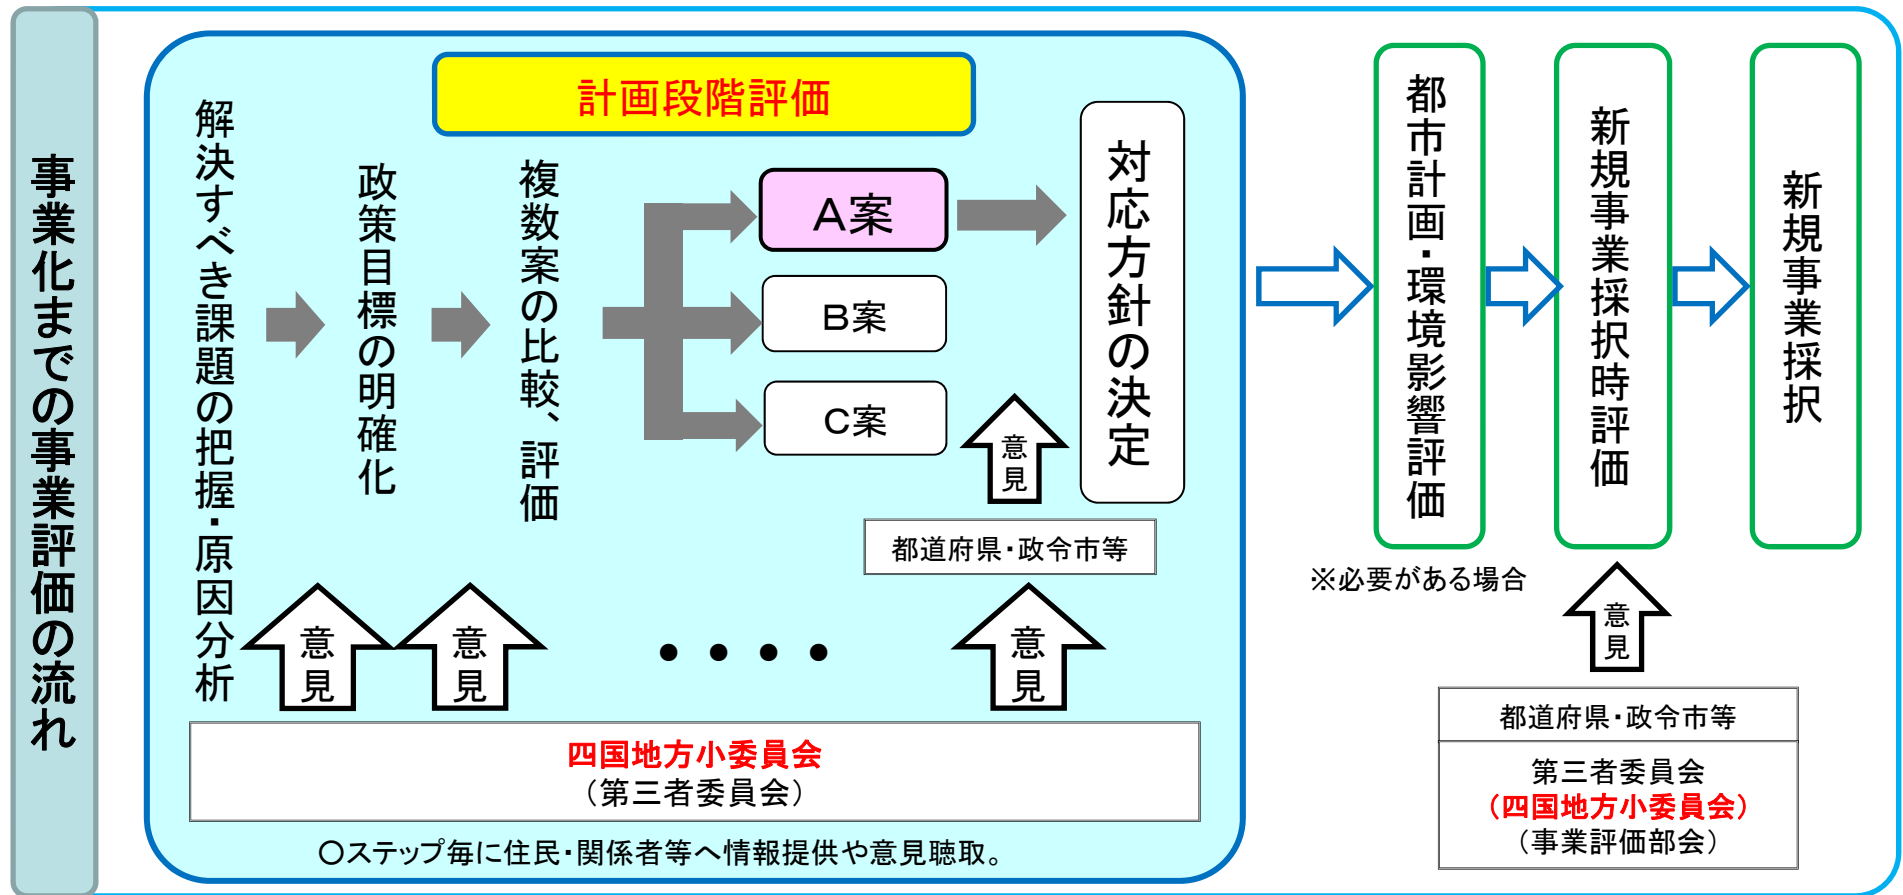 事業化までの事業評価の流れ
計画段階評価
解決すべき課題の把握・原因分析
政策目標の明確化
複数案の比較、評価
A案
B案
C案
対応方針の決定
意見
都道府県・政令市等
意見
意見
・・・・
意見
四国地方小委員会
（第三者委員会）
○ステップ毎に住民・関係者等へ情報提供や意見聴取。
都市計画・環境影響評価
※必要がある場合
新規事業採択時評価
新規事業採択
意見
都道府県・政令市等
第三者委員会
（四国地方小委員会）
（事業評価部会）